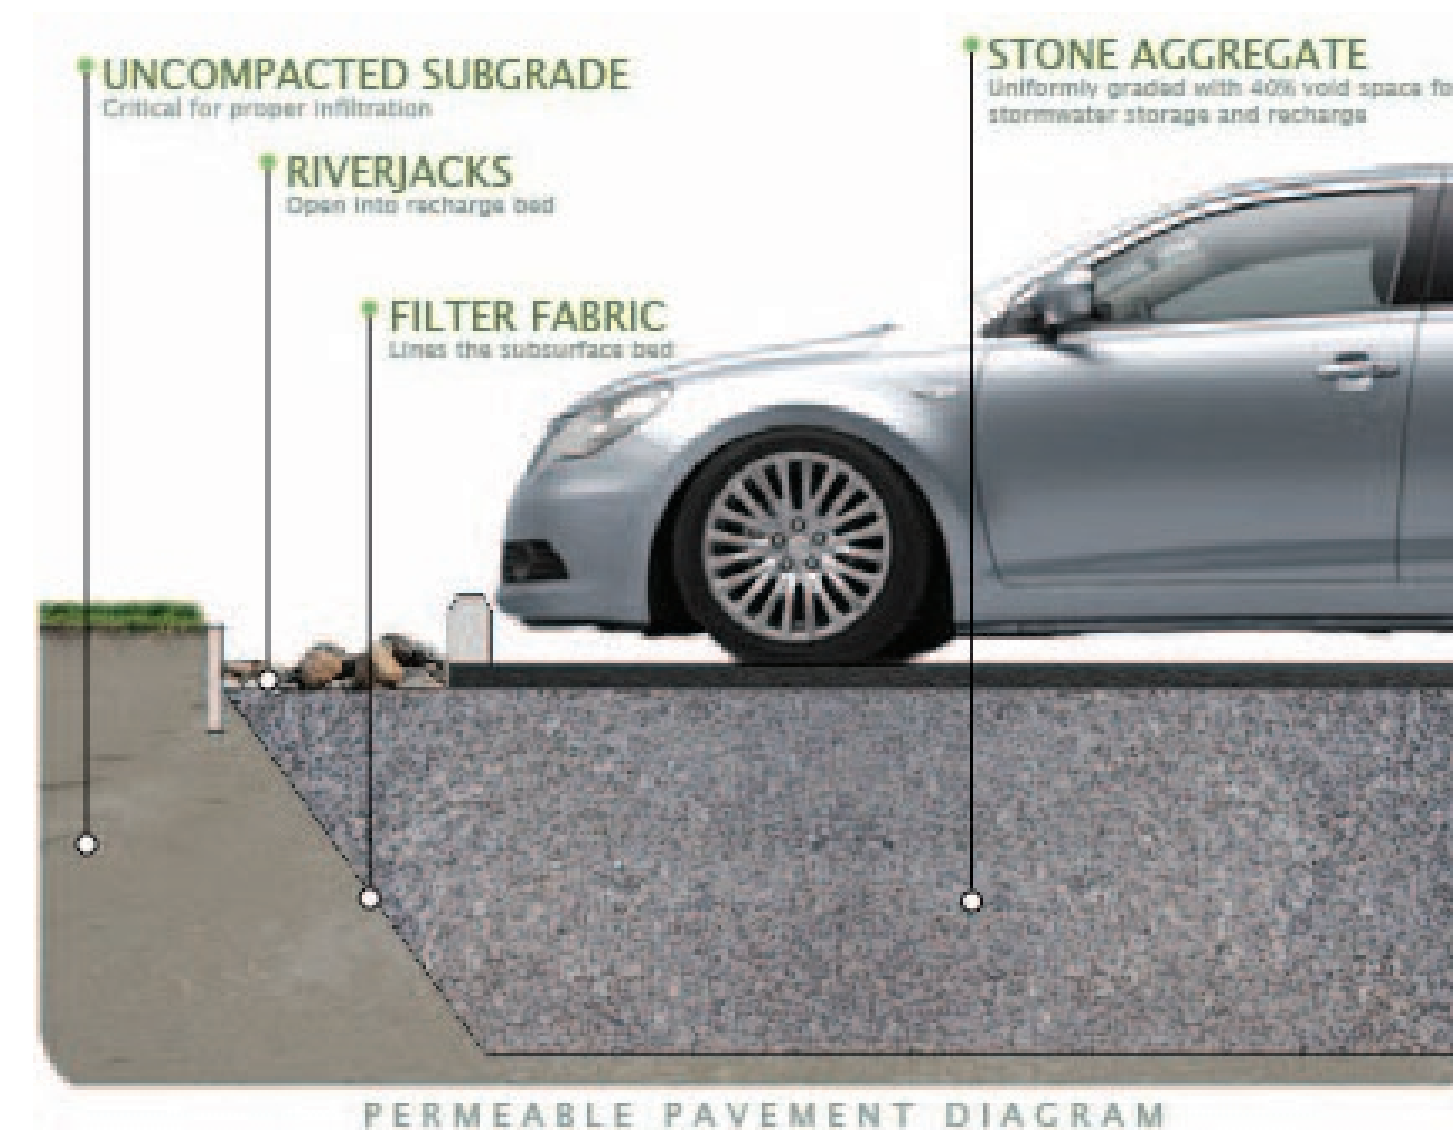 UNCOMPACTED SUBGRADE
Critical for proper infiltration
RIVERJACKS
Open into recharge bed
FILTER FABRIC
Lines the subsurface bed
STONE AGGREGATE
Uniformly graded with 40% void space fo
stormwater storage and recharge
PERMEABLE PAVEMENT DIAGRAM